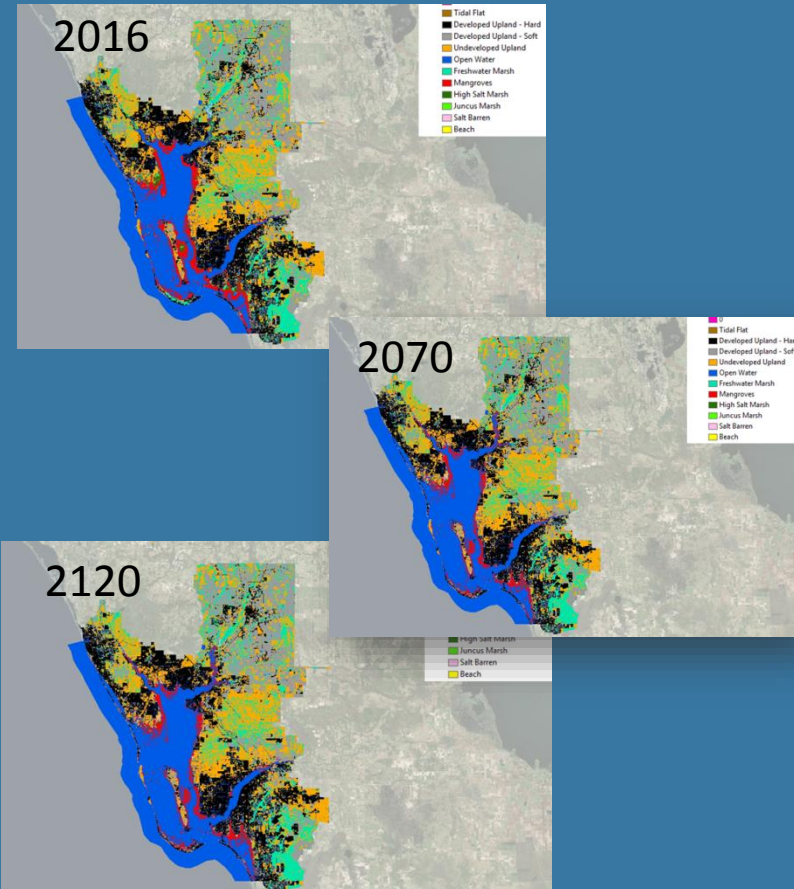 2016
Tidal Flat
Developed Upland - Hard
Developed Upland - Soft
Undeveloped Upland
Open Water
Freshwater Marsh
Mangroves
High Salt Marsh
Juncus Marsh
Salt Barren
Beach
2070
0
Tidal Flat
Developed Upland - Hard
Developed Upland - Soft
Undeveloped Upland
Open Water
Freshwater Marsh
Mangroves
High Salt Marsh
Juncus Marsh
Salt Barren
Beach
2120
High Salt Marsh
Juncus Marsh
Salt Barren
Beach